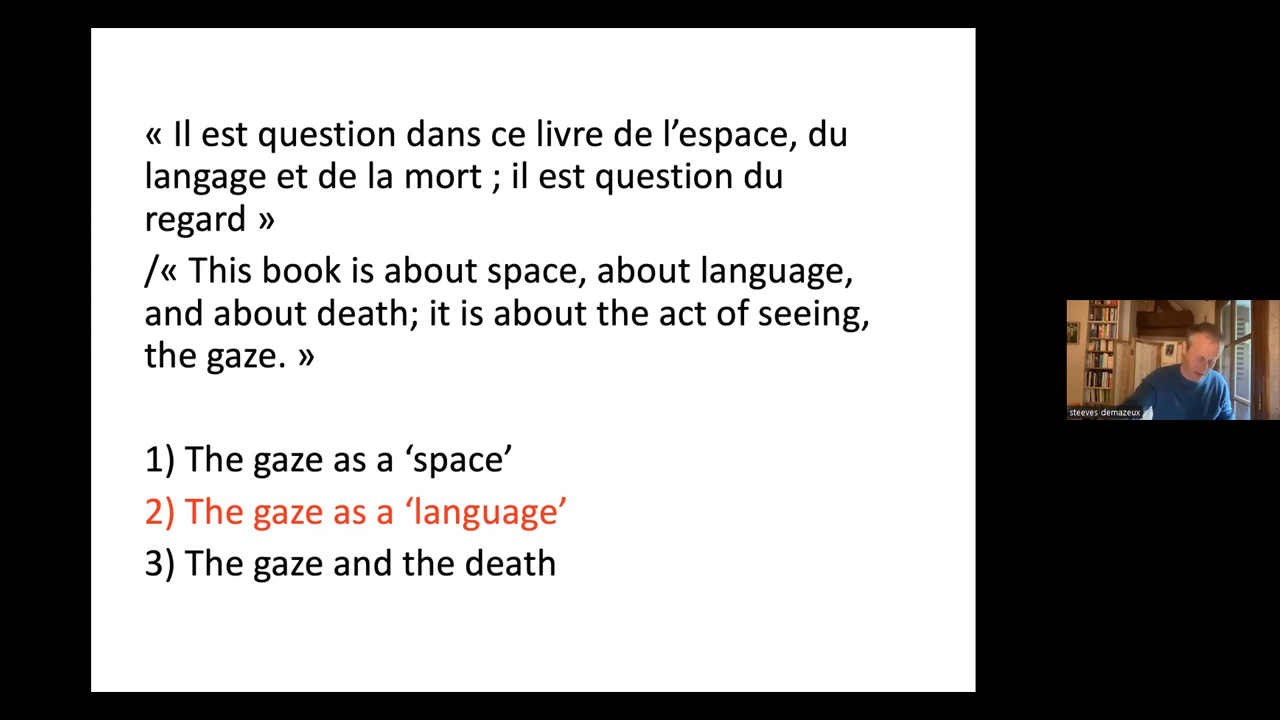 « Il est question dans ce livre de l’espace, du
langage et de la mort ; il est question du
regard »
/« This book is about space, about language,
and about death; it is about the act of seeing,
the gaze. »
1) The gaze as a ‘space’
2) The gaze as a ‘language’
3) The gaze and the death
steeves demazeux